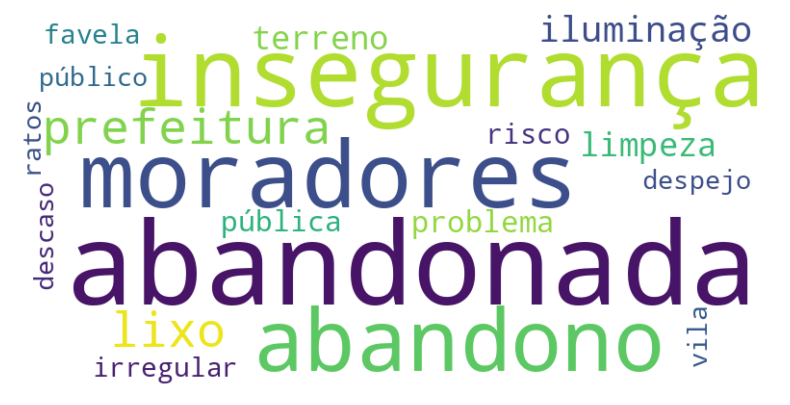 favela
terreno
iluminação
insegurança
público
prefeitura
ratos
risco
limpeza
moradores
despejo
descaso
pública
problema
abandonada
lixo
abandono
vila
irregular